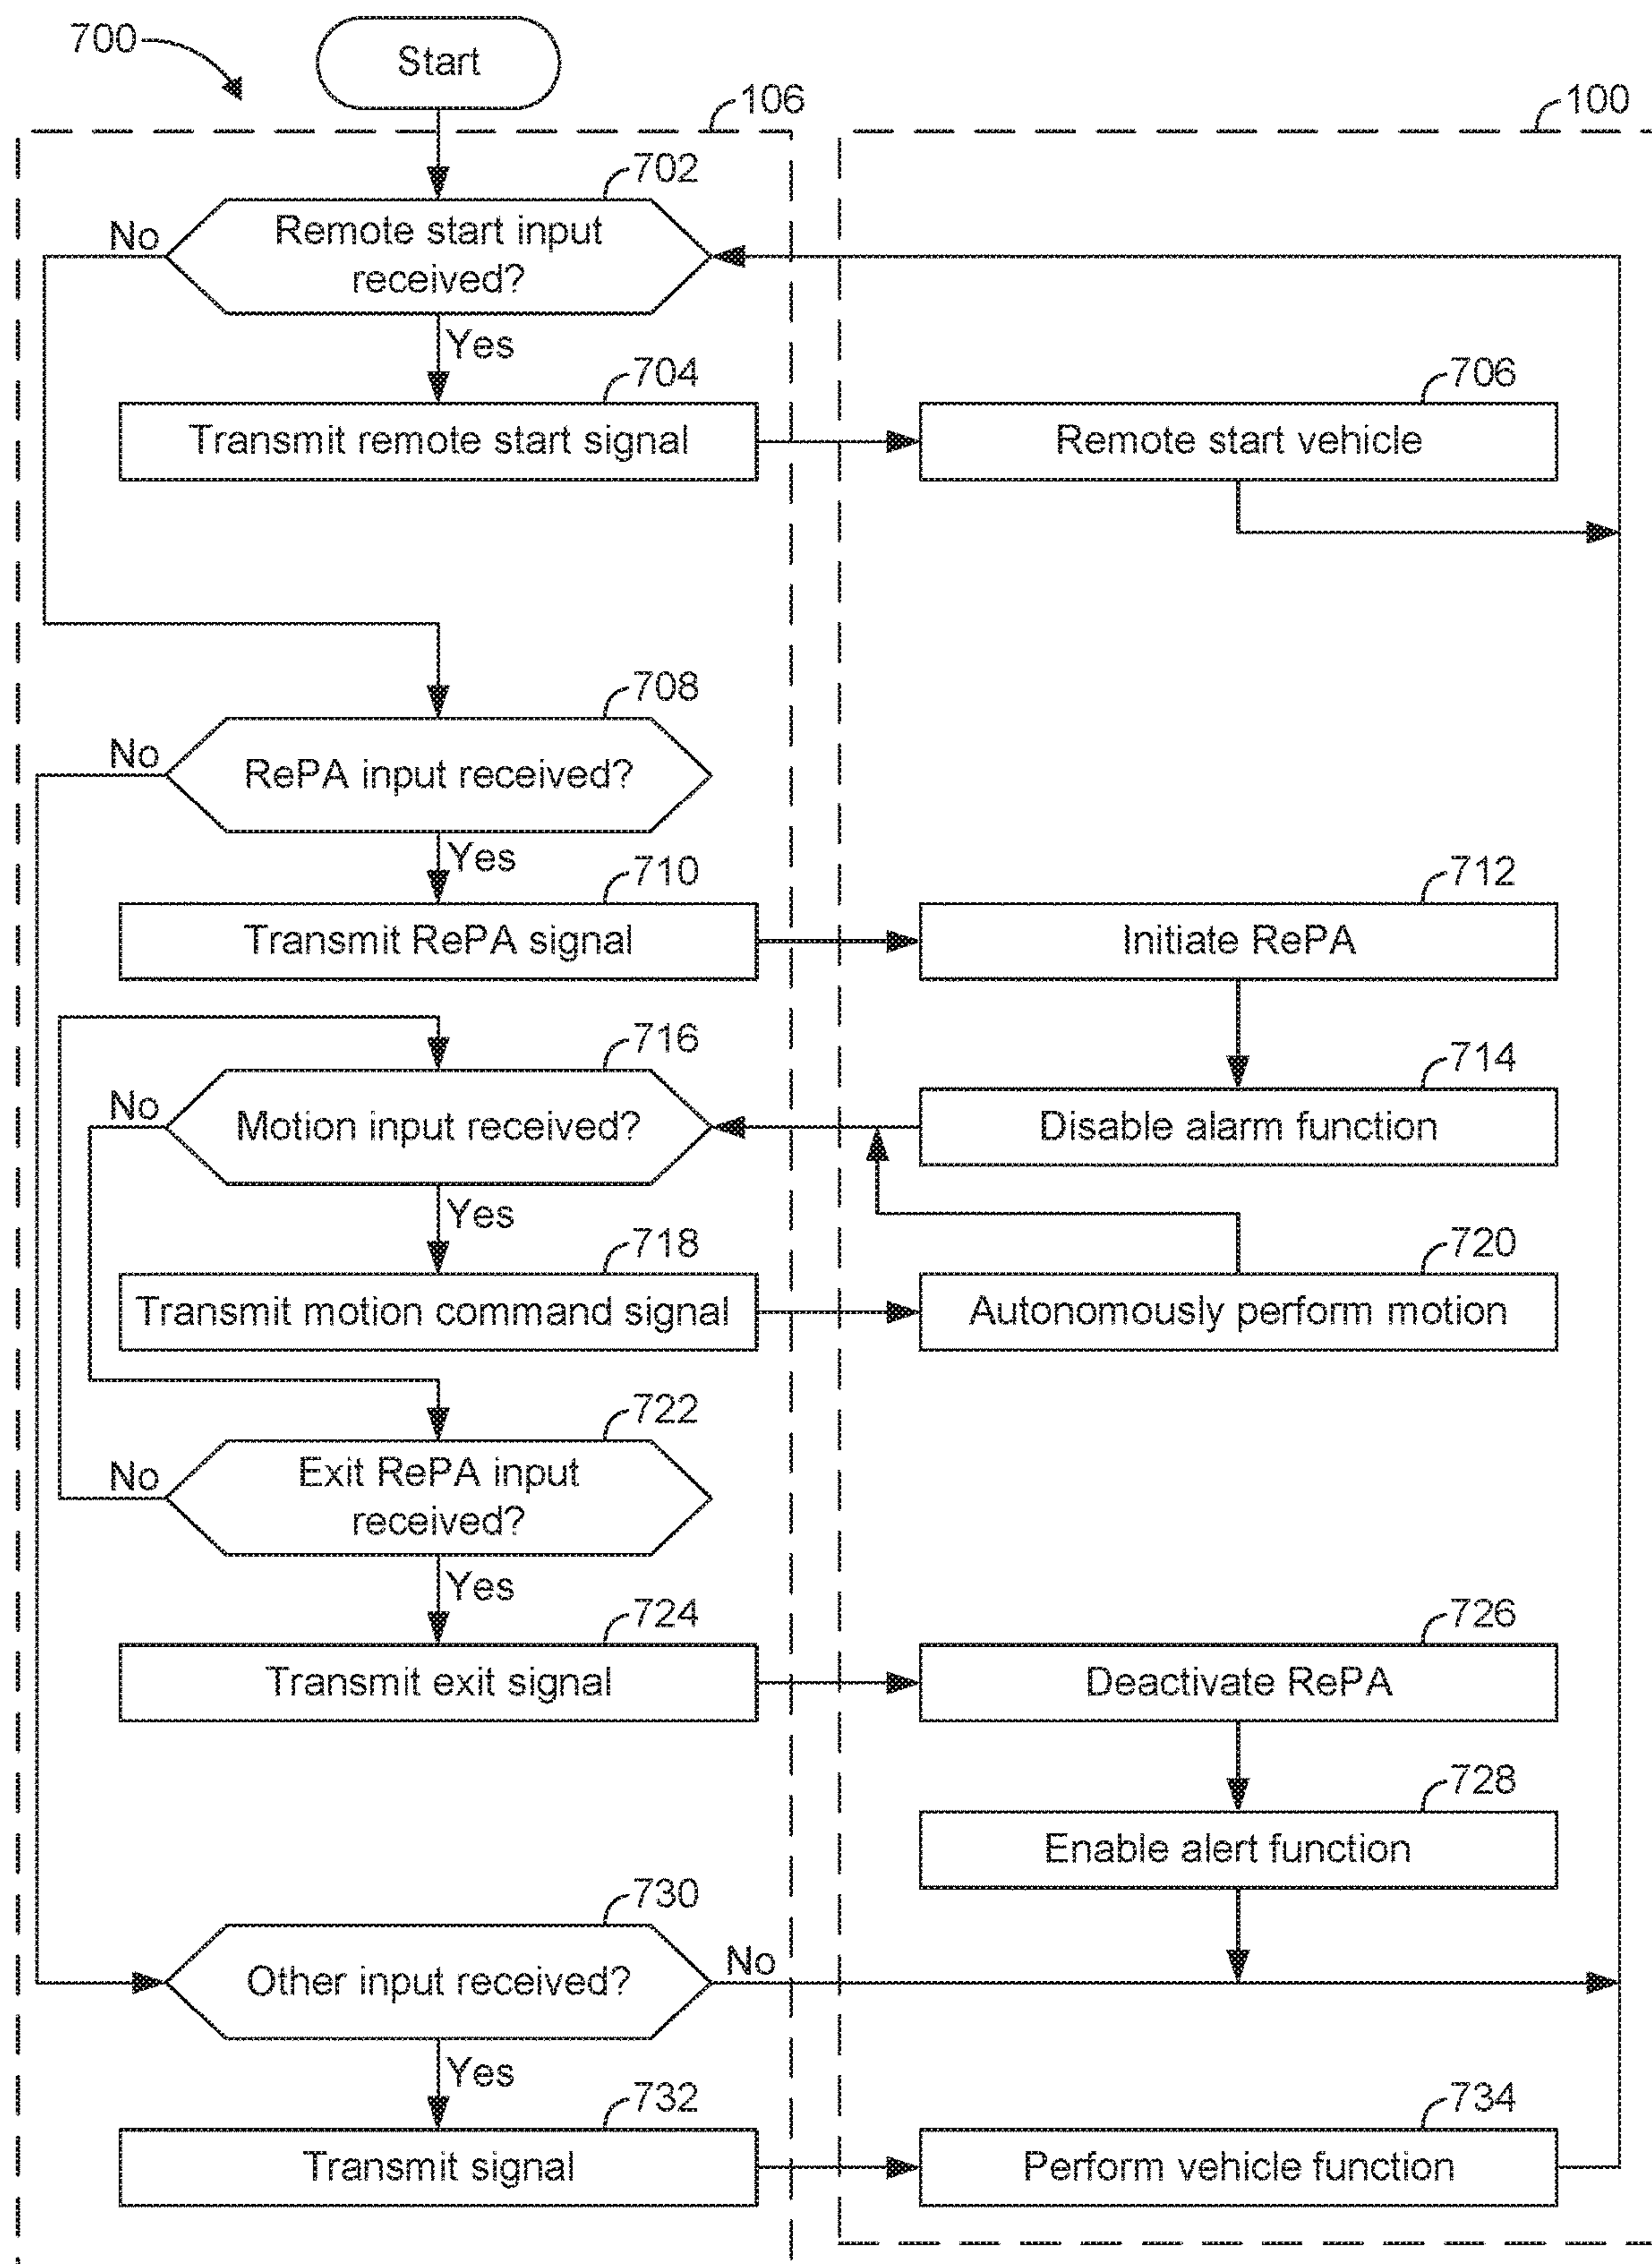 700
Start
106
100
702
No
Remote start input
received?
Yes
704
706
Transmit remote start signal
Remote start vehicle
708
No
RePA input received?
Yes
710
712
Transmit RePA signal
Initiate RePA
716
714
No
Motion input received?
Disable alarm function
Yes
718
720
Transmit motion command signal
Autonomously perform motion
722
No
Exit RePA input
received?
Yes
724
726
Transmit exit signal
Deactivate RePA
728
Enable alert function
730
Other input received?
No
Yes
732
734
Transmit signal
Perform vehicle function